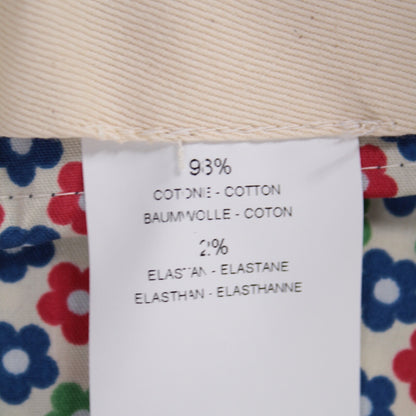 98%
COTONE - COTTON
BAUMWOLLE - COTON
2%
ELASTAN - ELASTANE
ELASTHAN - ELASTHANNE